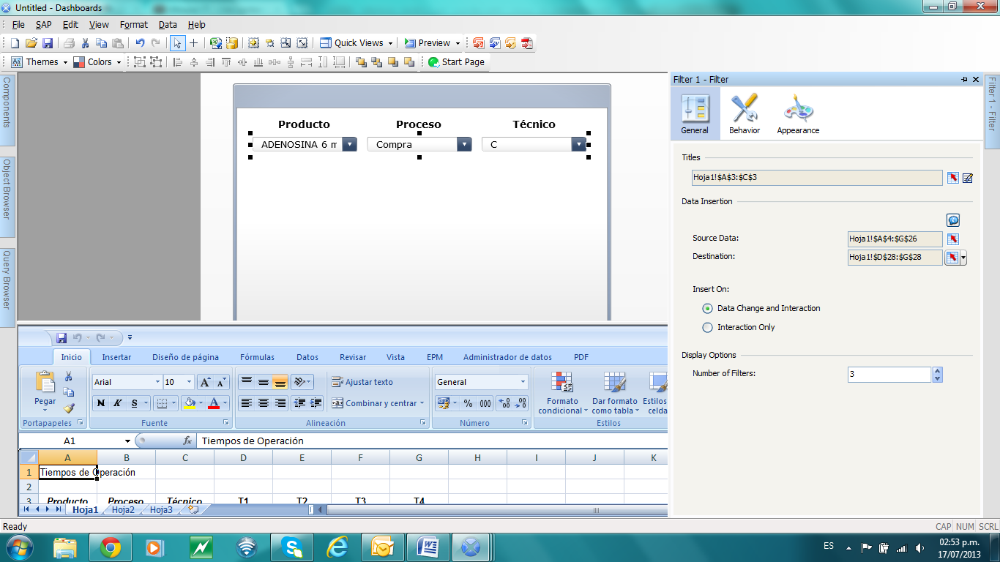 Untitled - Dashboards
File SAP Edit View Format Data Help
Quick Views Preview
Themes Colors Start Page
Components
Object Browser
Query Browser
Producto Proceso Técnico
ADENOSINA 6 m Compra C
Filter 1 - Filter
General Behavior Appearance
Titles
Hoja1!$A$3:$C$3
Data Insertion
Source Data: Hoja1!$A$4:$G$26
Destination: Hoja1!$D$28:$G$28
Insert On:
Data Change and Interaction
Interaction Only
Display Options
Number of Filters: 3
Filter 1 - Filter
Inicio Insertar Diseño de página Fórmulas Datos Revisar Vista EPM Administrador de datos PDF
Pegar
Portapapeles
Arial 10
N K S
Fuente
Ajustar texto
Combinar y centrar
Alineación
General
% 000
Número
Formato condicional
Dar formato como tabla
Estilos celda
Estilos
A1 fx Tiempos de Operación
A B C D E F G H I J K
1 Tiempos de Operación
2
3 Producto Proceso Técnico T1 T2 T3 T4
Hoja1 Hoja2 Hoja3
Ready CAP NUM SCRL
ES 02:53 p.m.
17/07/2013